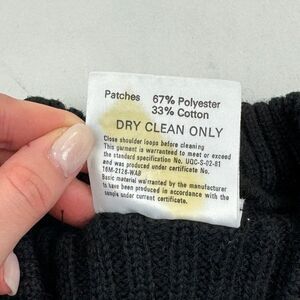 Patches 67% Polyester
33% Cotton
DRY CLEAN ONLY
Close shoulder loops before cleaning
This garment is warranteed to meet or exceed
the standard specification No. UQC-S-02-81
and was produced under certificate No.
16M-2126-WAB
Basic material warranted by the manufacturer
to have been produced in accordance with the
sample under current certificate.